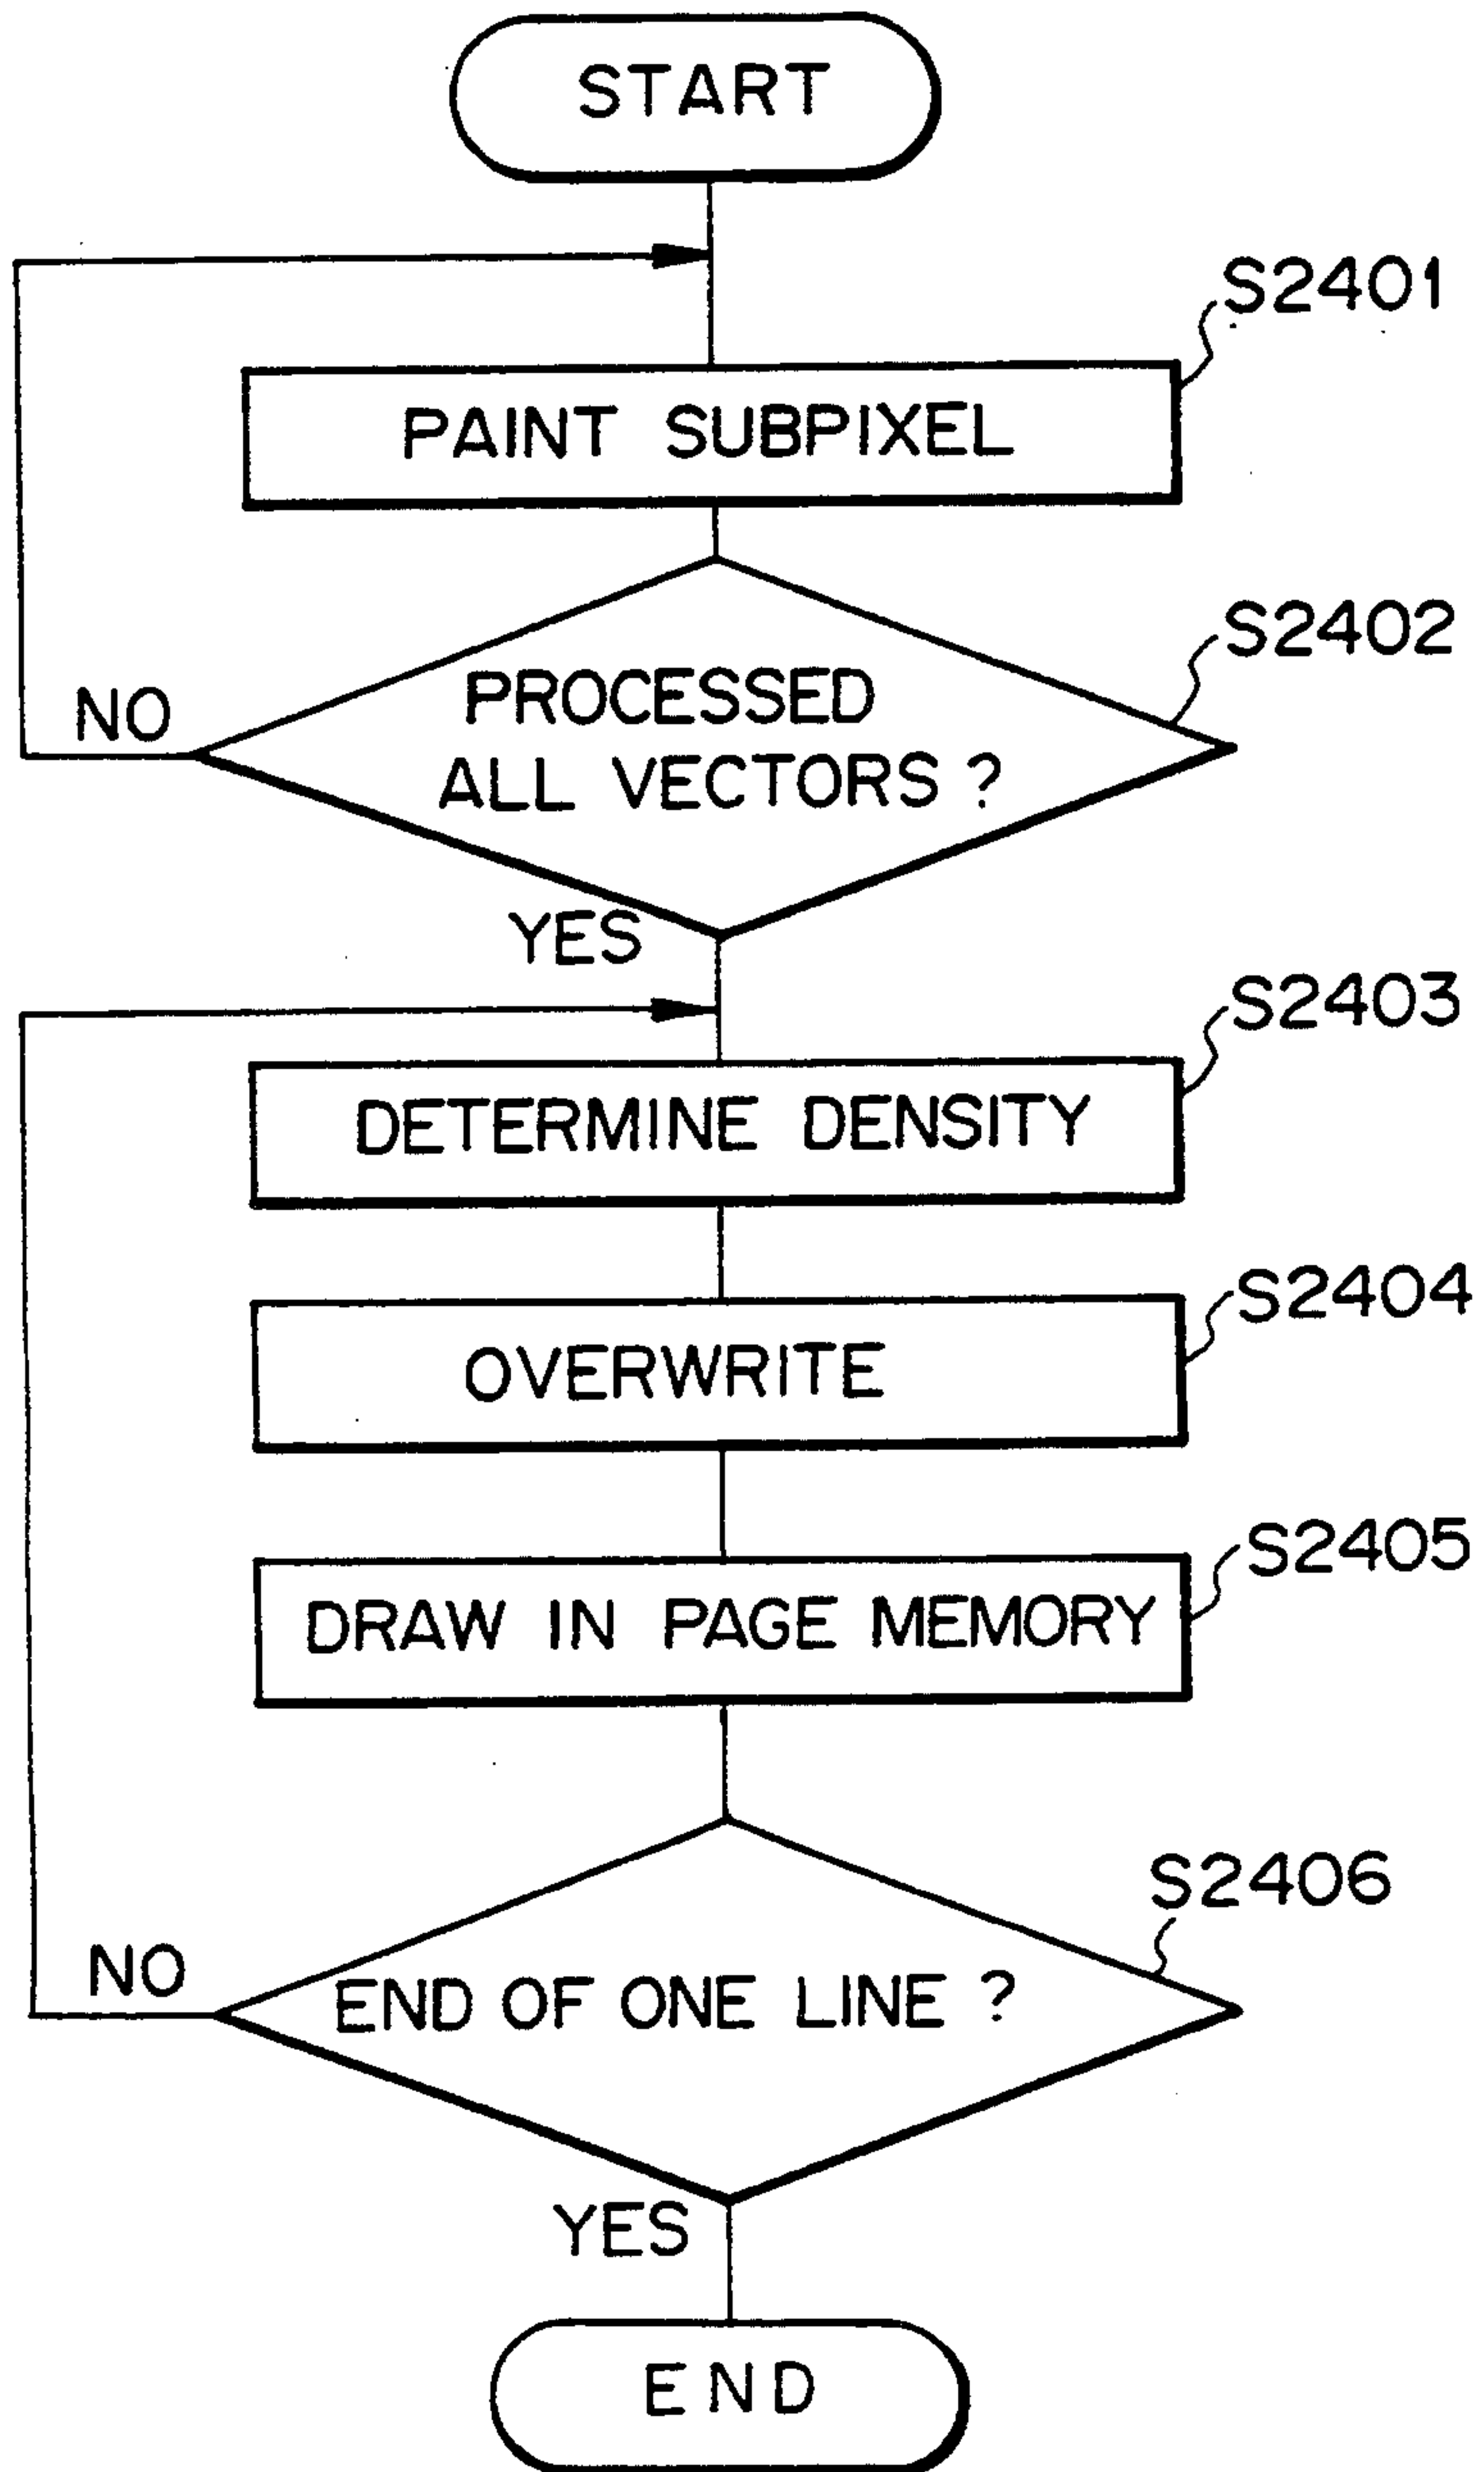 START
S2401
PAINT SUBPIXEL
S2402
PROCESSED
ALL VECTORS ?
NO
YES
S2403
DETERMINE DENSITY
S2404
OVERWRITE
S2405
DRAW IN PAGE MEMORY
S2406
NO
END OF ONE LINE ?
YES
END